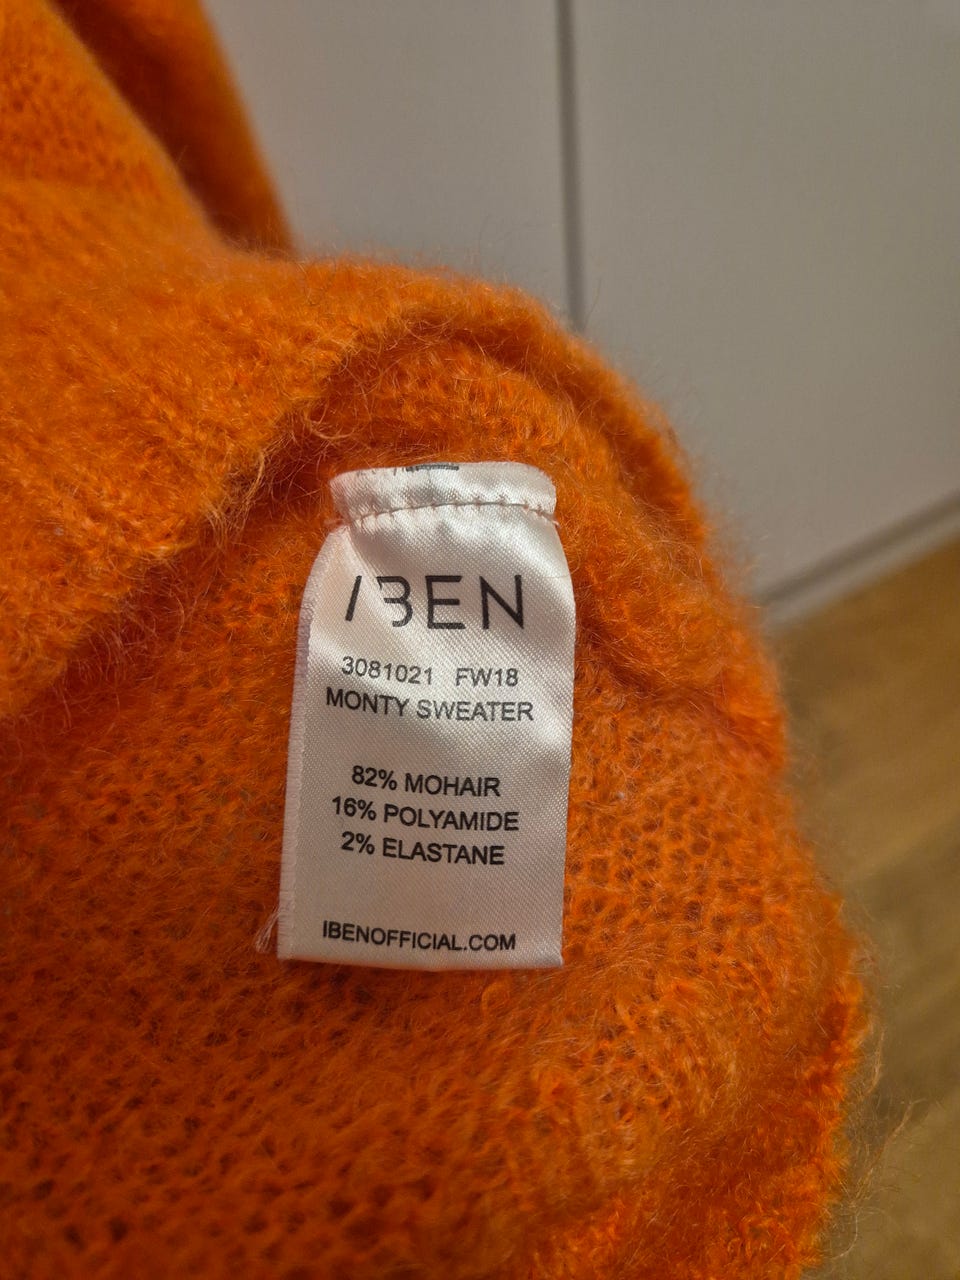 IBEN
3081021 FW18
MONTY SWEATER
82% MOHAIR
16% POLYAMIDE
2% ELASTANE
IBENOFFICIAL.COM